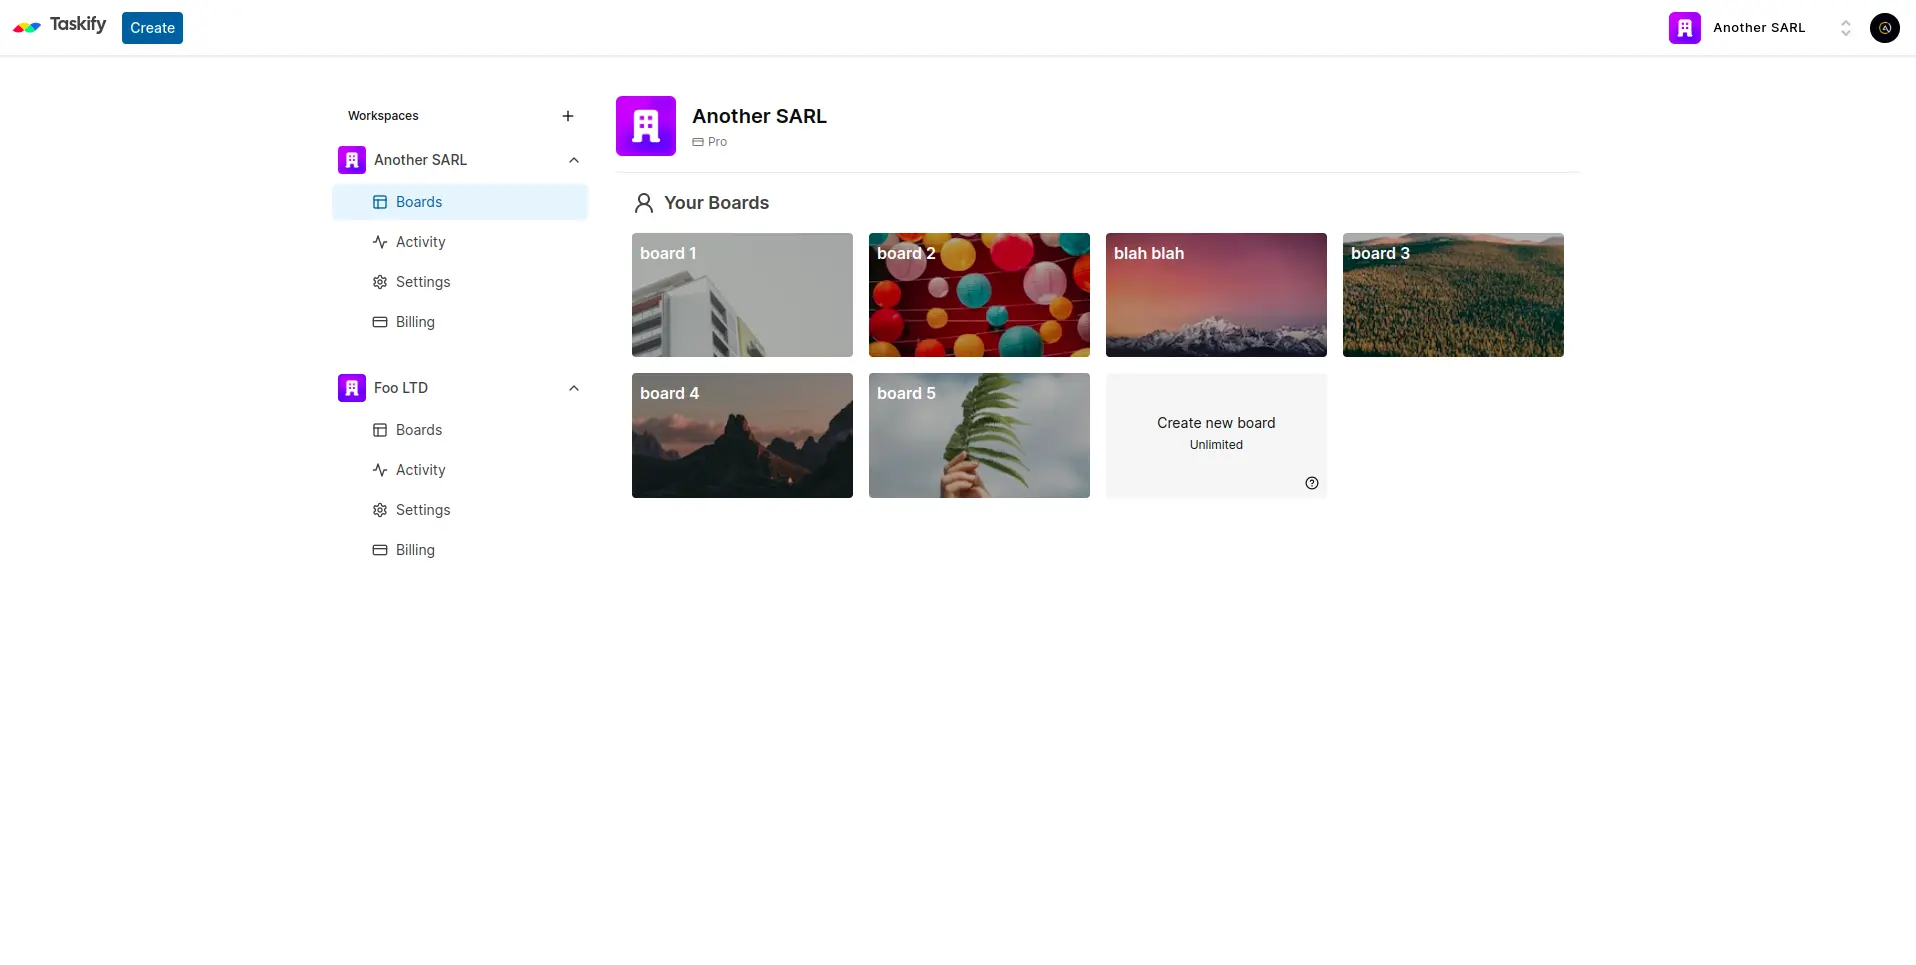 Taskify
Create
Another SARL
Workspaces
Another SARL
Boards
Activity
Settings
Billing
Foo LTD
Boards
Activity
Settings
Billing
Another SARL
Pro
Your Boards
board 1
board 2
blah blah
board 3
board 4
board 5
Create new board
Unlimited